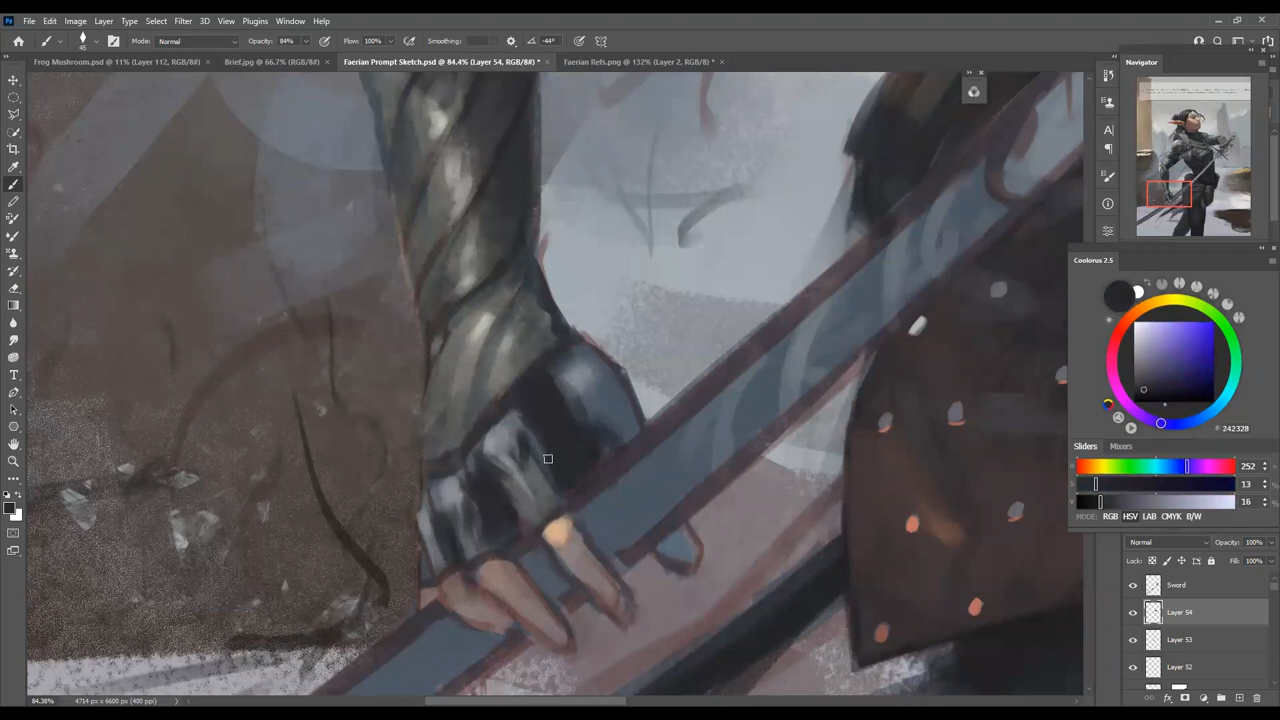 Ps File Edit Image Layer Type Select Filter 3D View Plugins Window Help
45 Mode: Normal Opacity: 84% Flow: 100% Smoothing: -44°
Frog Mushroom.psd @ 11% (Layer 112, RGB/8#) × Brief.jpg @ 66.7% (RGB/8#) × Faerian Prompt Sketch.psd @ 84.4% (Layer 54, RGB/8#) * × Faerian Refs.png @ 132% (Layer 2, RGB/8) * ×
Navigator
Coolorus 2.5
# 242328
Sliders Mixers
H 252
S 13
V 16
MODE: RGB HSV LAB CMYK B/W
Normal Opacity: 100%
Lock: Fill: 100%
Sword
Layer 54
Layer 53
Layer 52
84.38% 4714 px x 6600 px (400 ppi)